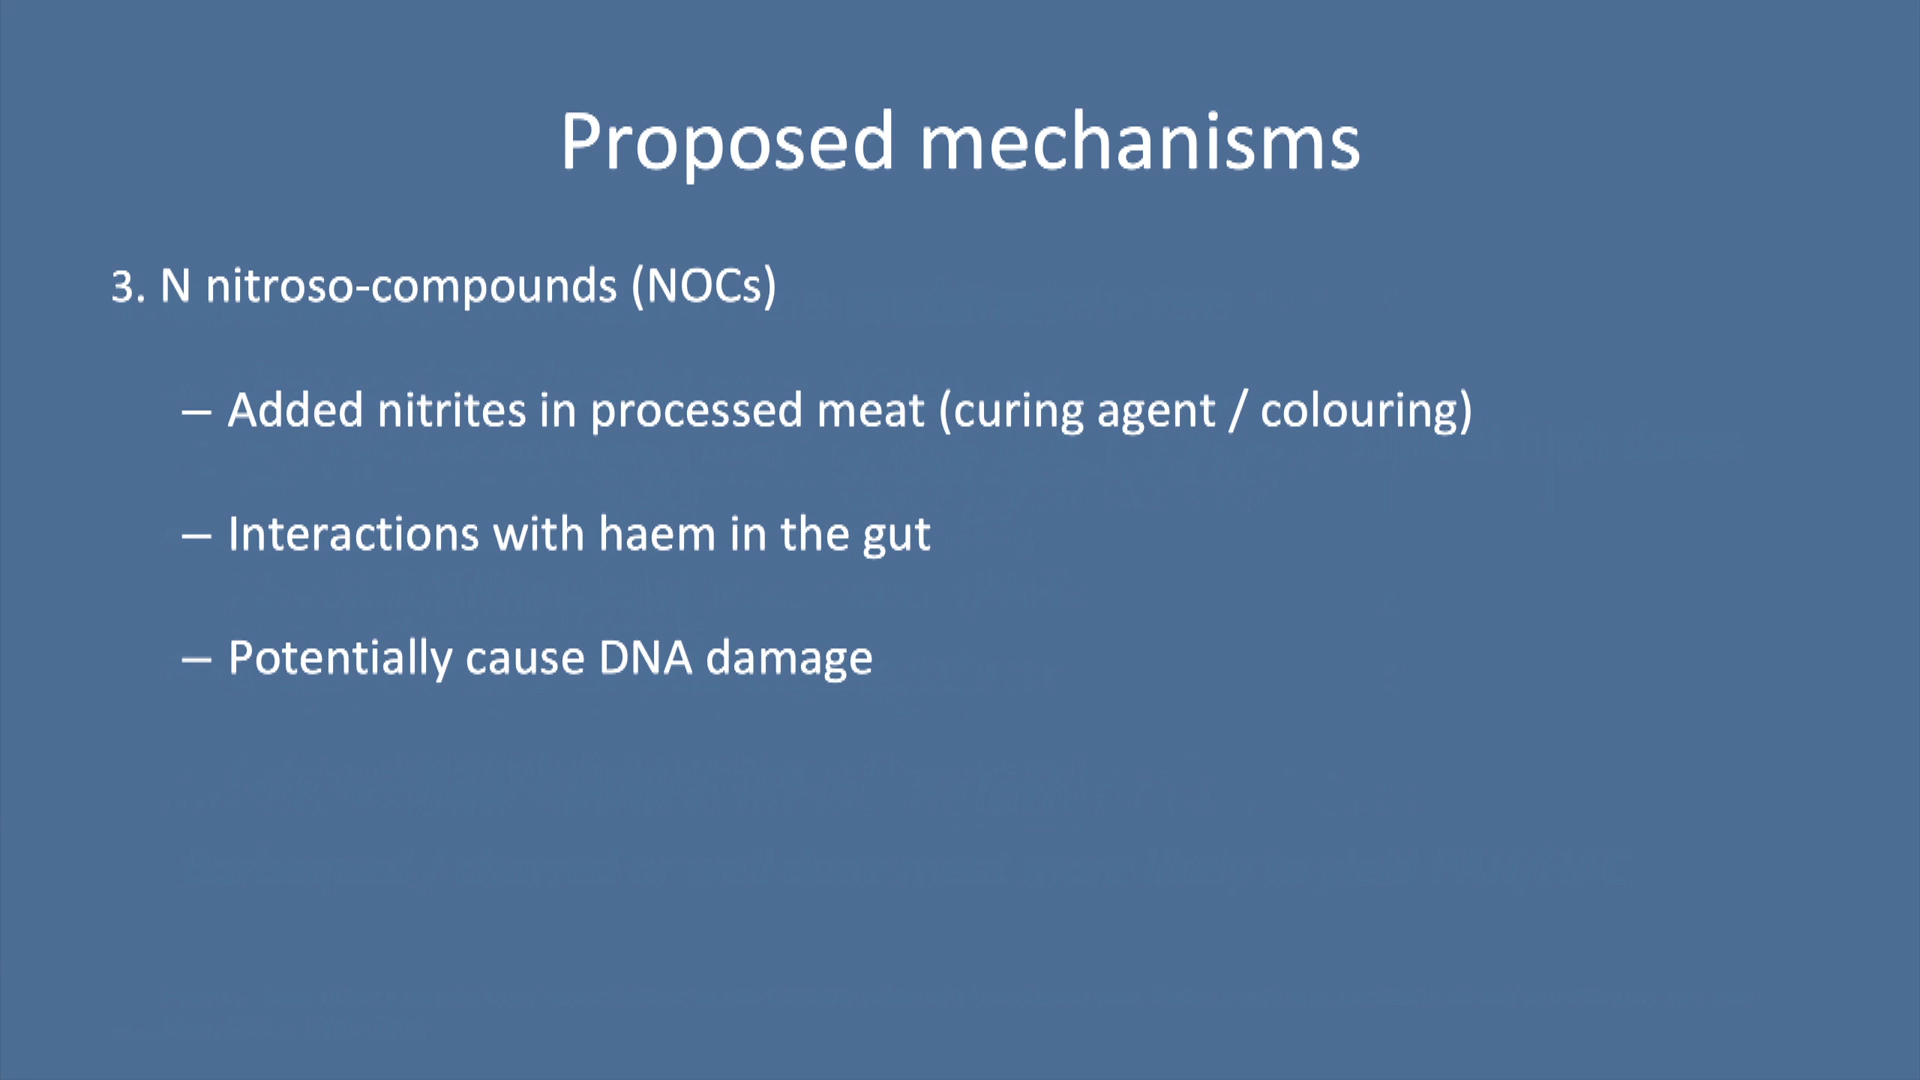 Proposed mechanisms
3. N nitroso-compounds (NOCs)
– Added nitrites in processed meat (curing agent / colouring)
– Interactions with haem in the gut
– Potentially cause DNA damage